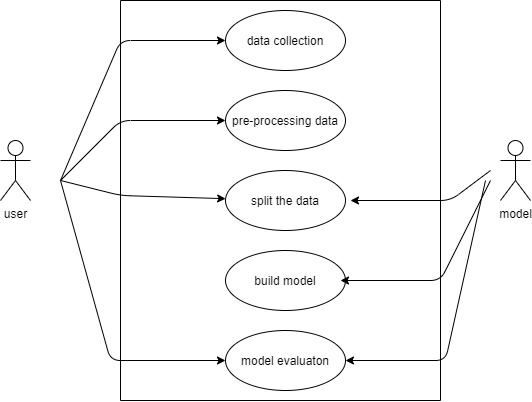 data collection
pre-processing data
user
split the data
model
build model
model evaluaton